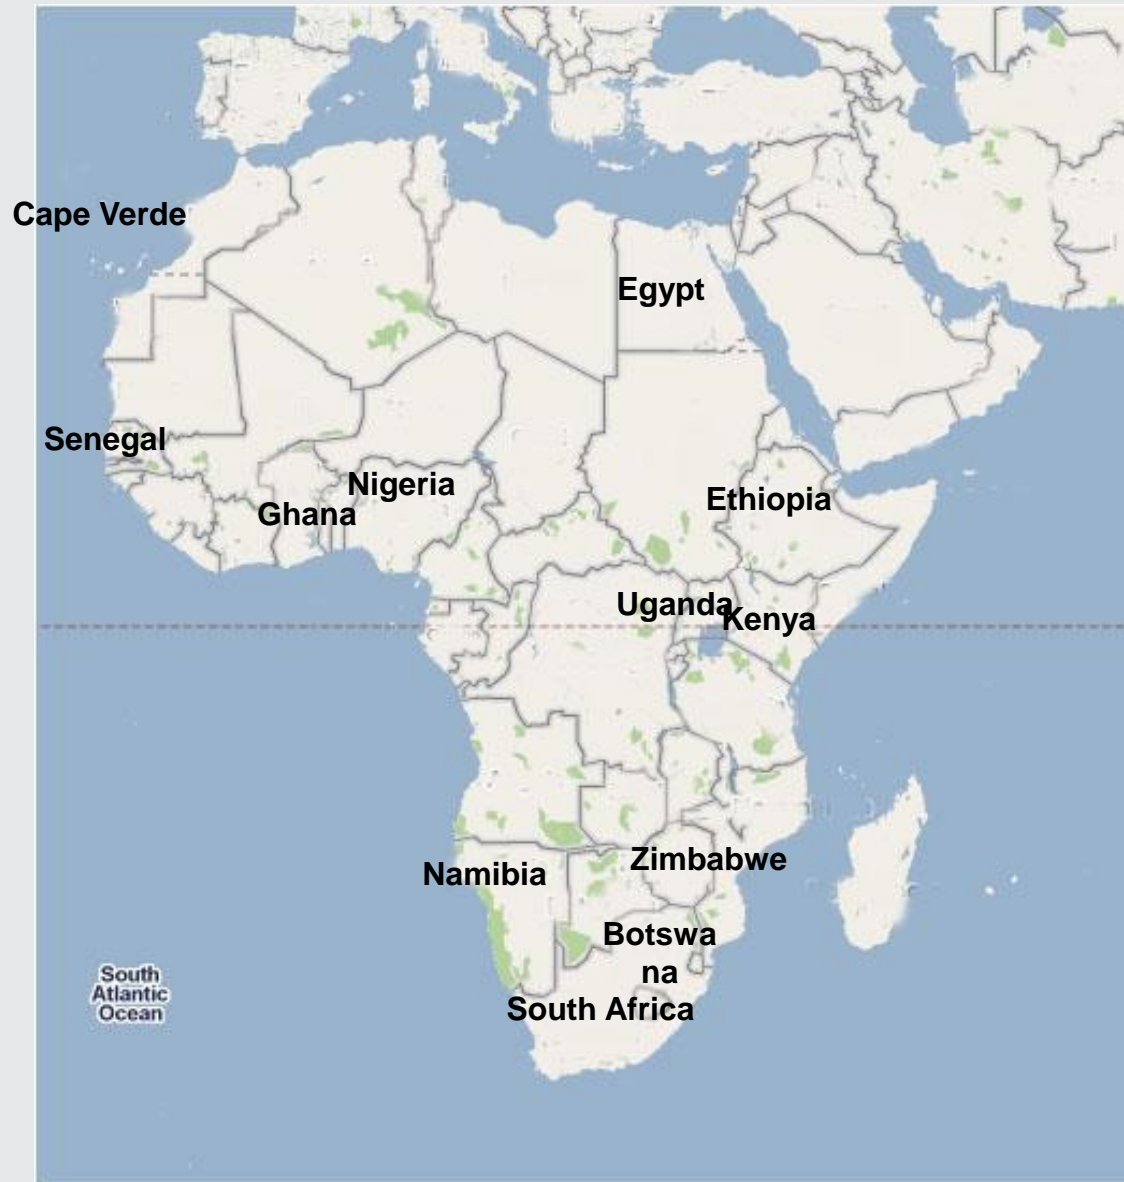 Cape Verde
Egypt
Senegal
Nigeria
Ethiopia
Ghana
Uganda
Kenya
Zimbabwe
Namibia
Botswa
na
South
Atlantic
Ocean
South Africa